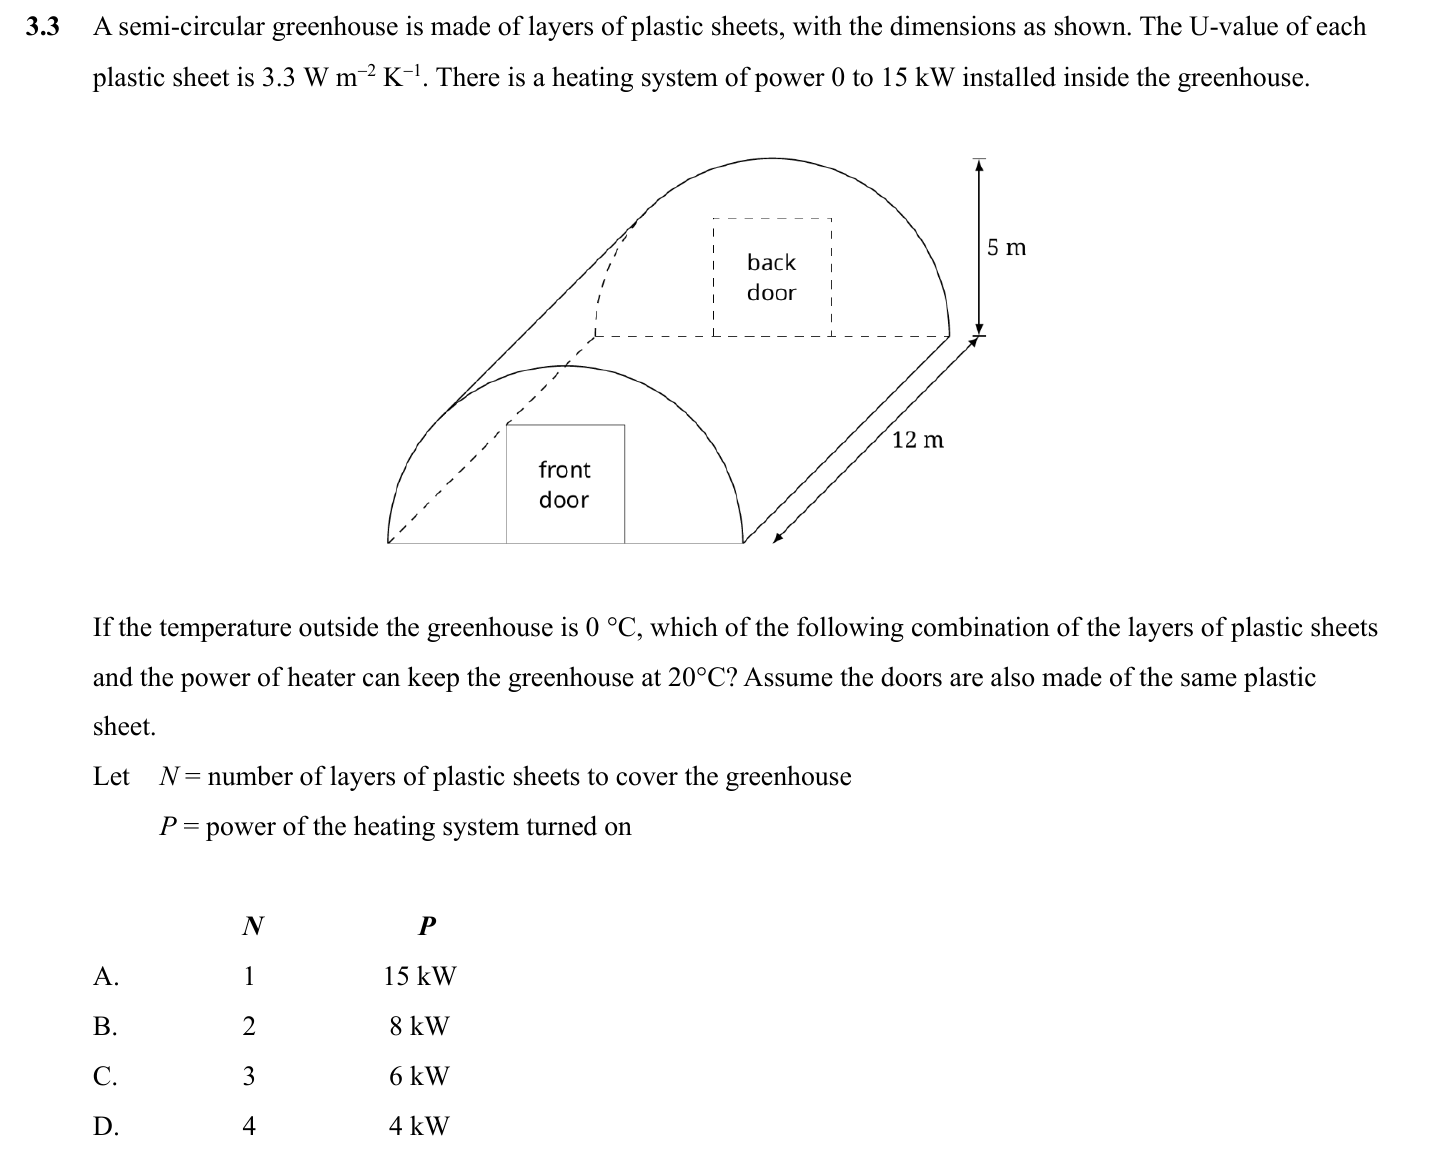 3.3 A semi-circular greenhouse is made of layers of plastic sheets, with the dimensions as shown. The U-value of each
plastic sheet is 3.3 W m⁻² K⁻¹. There is a heating system of power 0 to 15 kW installed inside the greenhouse.
back
door
5 m
12 m
front
door
If the temperature outside the greenhouse is 0 °C, which of the following combination of the layers of plastic sheets
and the power of heater can keep the greenhouse at 20°C? Assume the doors are also made of the same plastic
sheet.
Let N = number of layers of plastic sheets to cover the greenhouse
P = power of the heating system turned on
N P
A. 1 15 kW
B. 2 8 kW
C. 3 6 kW
D. 4 4 kW